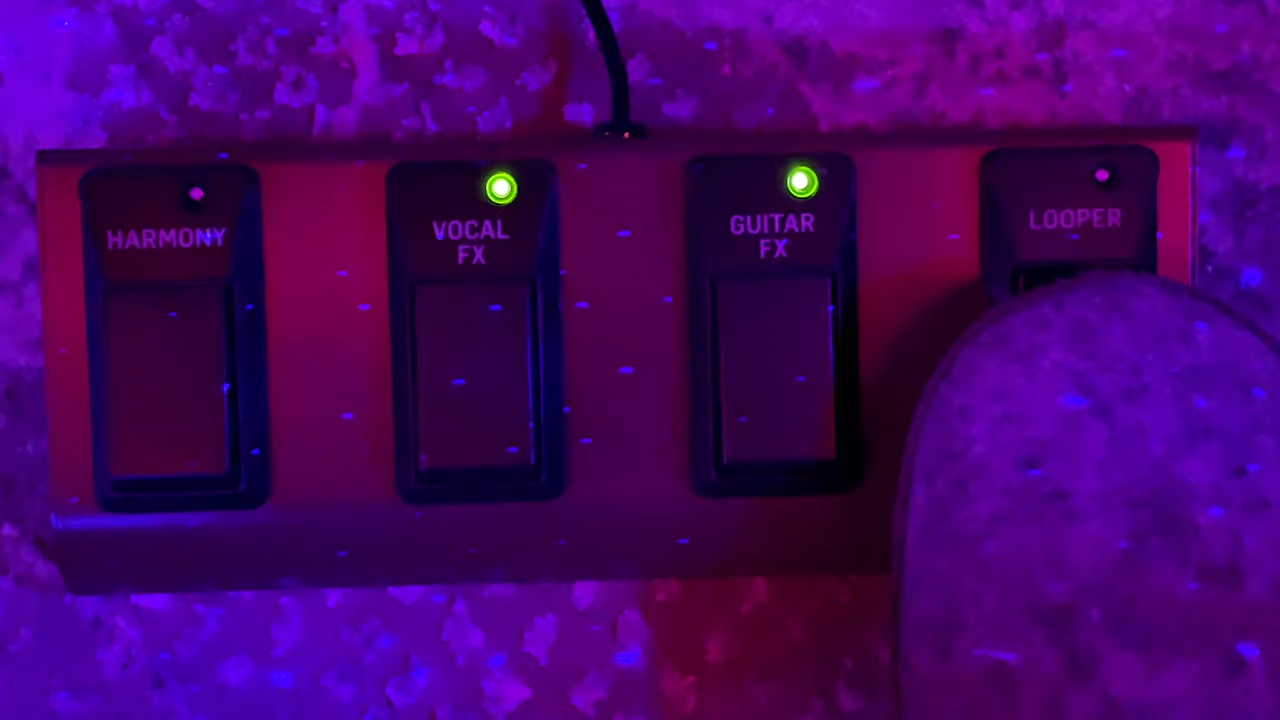 HARMONY
VOCAL
FX
GUITAR
FX
LOOPER